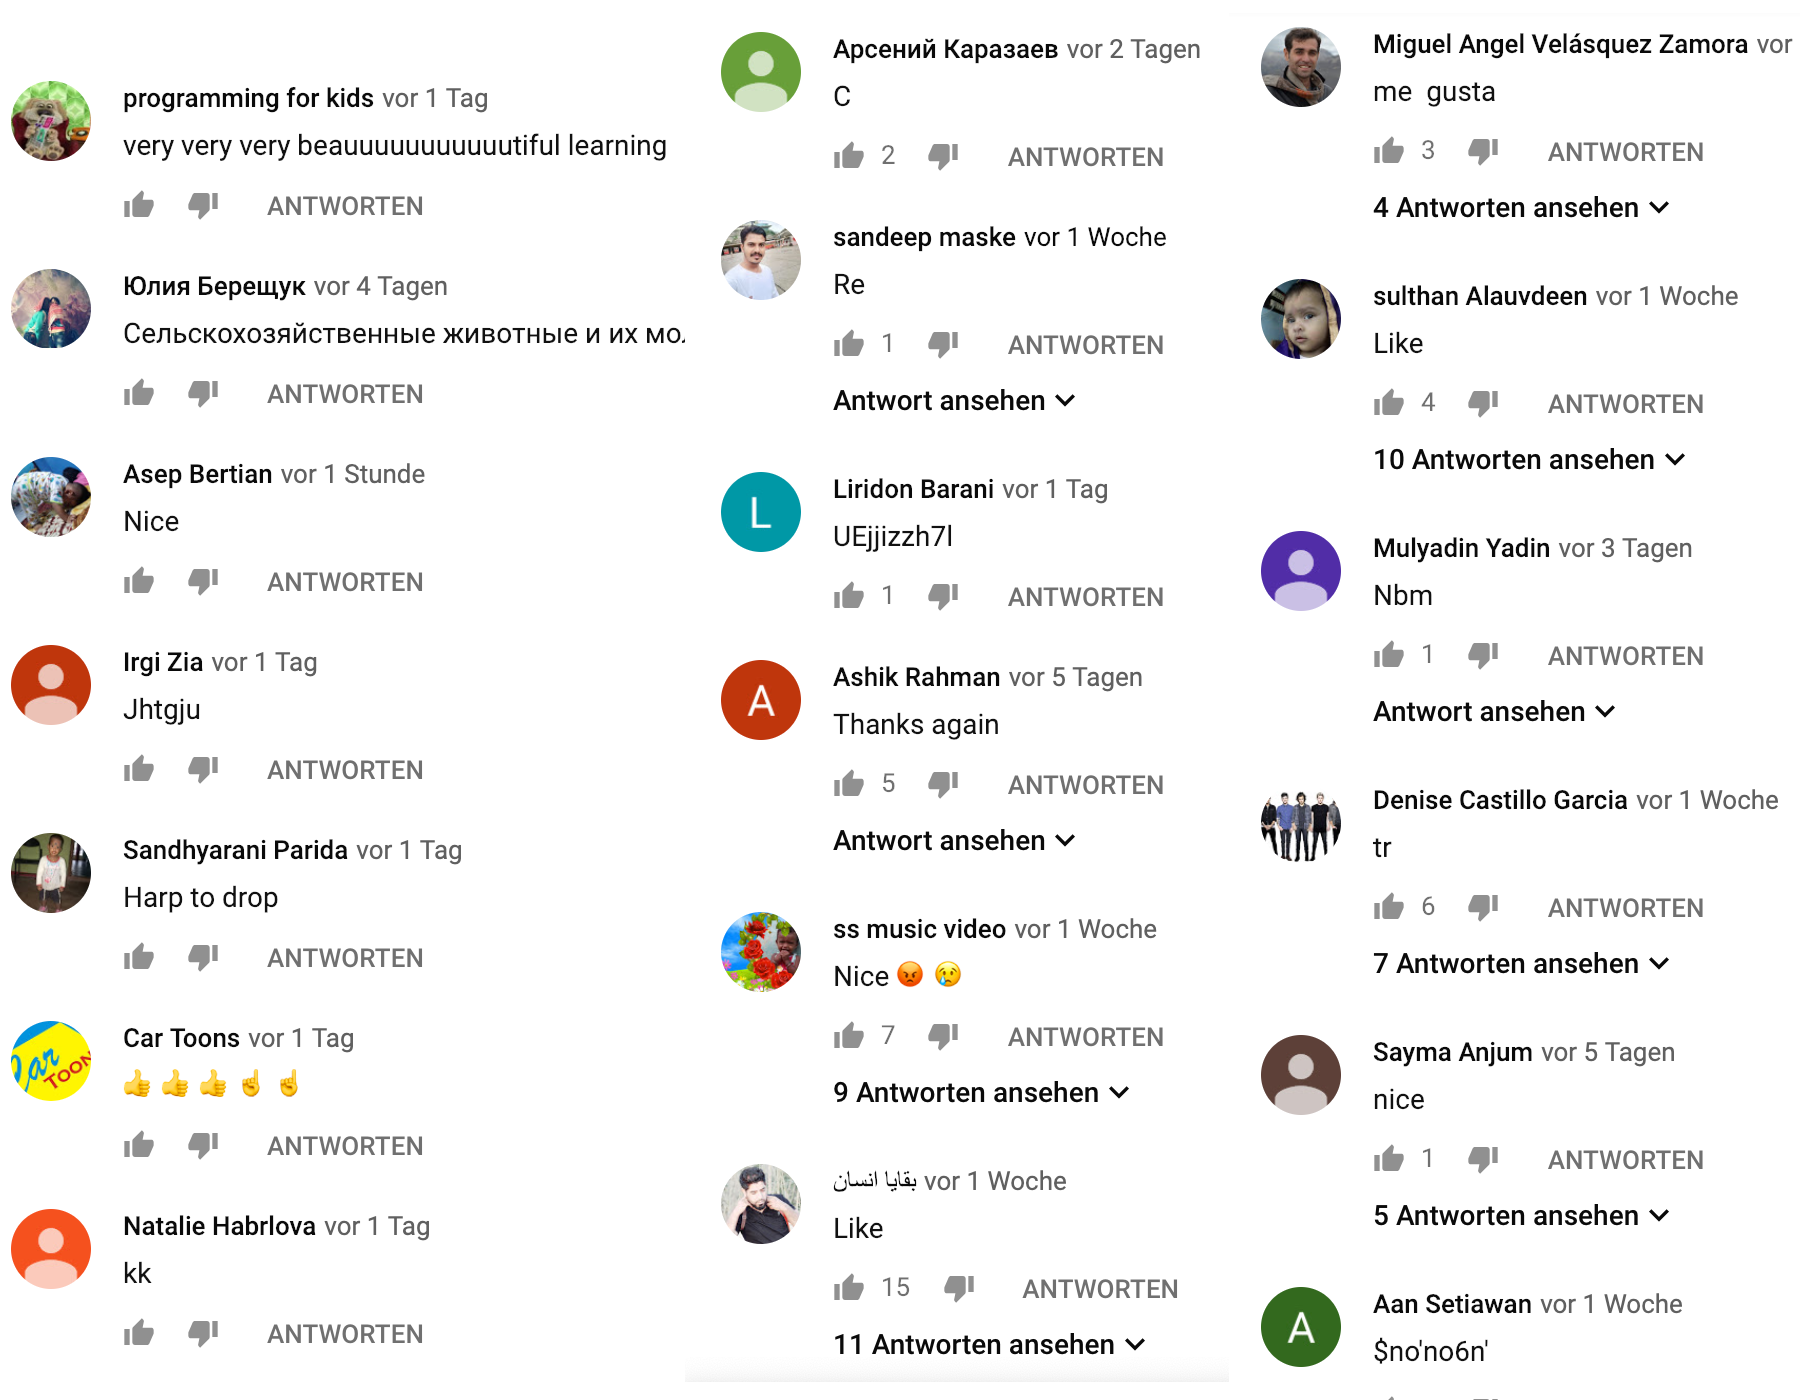 programming for kids vor 1 Tag
very very very beauuuuuuuuuuutiful learning
ANTWORTEN
Юлия Берещук vor 4 Tagen
Сельскохозяйственные животные и их
ANTWORTEN
Asep Bertian vor 1 Stunde
Nice
ANTWORTEN
Irgi Zia vor 1 Tag
Jhtgju
ANTWORTEN
Sandhyarani Parida vor 1 Tag
Harp to drop
ANTWORTEN
Car Toons vor 1 Tag
👍 👍 👍 ☝ ☝
ANTWORTEN
Natalie Habrlova vor 1 Tag
kk
ANTWORTEN
Арсений Каразаев vor 2 Tagen
C
2 ANTWORTEN
sandeep maske vor 1 Woche
Re
1 ANTWORTEN
Antwort ansehen
L
Liridon Barani vor 1 Tag
UEjjizzh7l
1 ANTWORTEN
A
Ashik Rahman vor 5 Tagen
Thanks again
5 ANTWORTEN
Antwort ansehen
ss music video vor 1 Woche
Nice 😡 😢
7 ANTWORTEN
9 Antworten ansehen
بقايا انسان vor 1 Woche
Like
15 ANTWORTEN
11 Antworten ansehen
Miguel Angel Velásquez Zamora vor
me gusta
3 ANTWORTEN
4 Antworten ansehen
sulthan Alauvdeen vor 1 Woche
Like
4 ANTWORTEN
10 Antworten ansehen
Mulyadin Yadin vor 3 Tagen
Nbm
1 ANTWORTEN
Antwort ansehen
Denise Castillo Garcia vor 1 Woche
tr
6 ANTWORTEN
7 Antworten ansehen
Sayma Anjum vor 5 Tagen
nice
1 ANTWORTEN
5 Antworten ansehen
A
Aan Setiawan vor 1 Woche
$no'no6n'